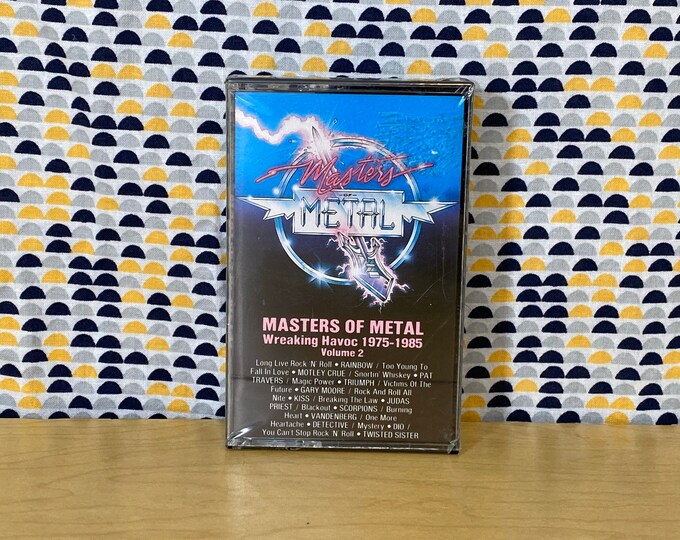 Masters
OF
METAL
MASTERS OF METAL
Wreaking Havoc 1975-1985
Volume 2
Long Live Rock 'N' Roll • RAINBOW / Too Young To
Fall In Love • MOTLEY CRUE / Snortin' Whiskey • PAT
TRAVERS / Magic Power • TRIUMPH / Victims Of The
Future • GARY MOORE / Rock And Roll All
Nite • KISS / Breaking The Law • JUDAS
PRIEST / Blackout • SCORPIONS / Burning
Heart • VANDENBERG / One More
Heartache • DETECTIVE / Mystery • DIO /
You Can't Stop Rock 'N' Roll • TWISTED SISTER